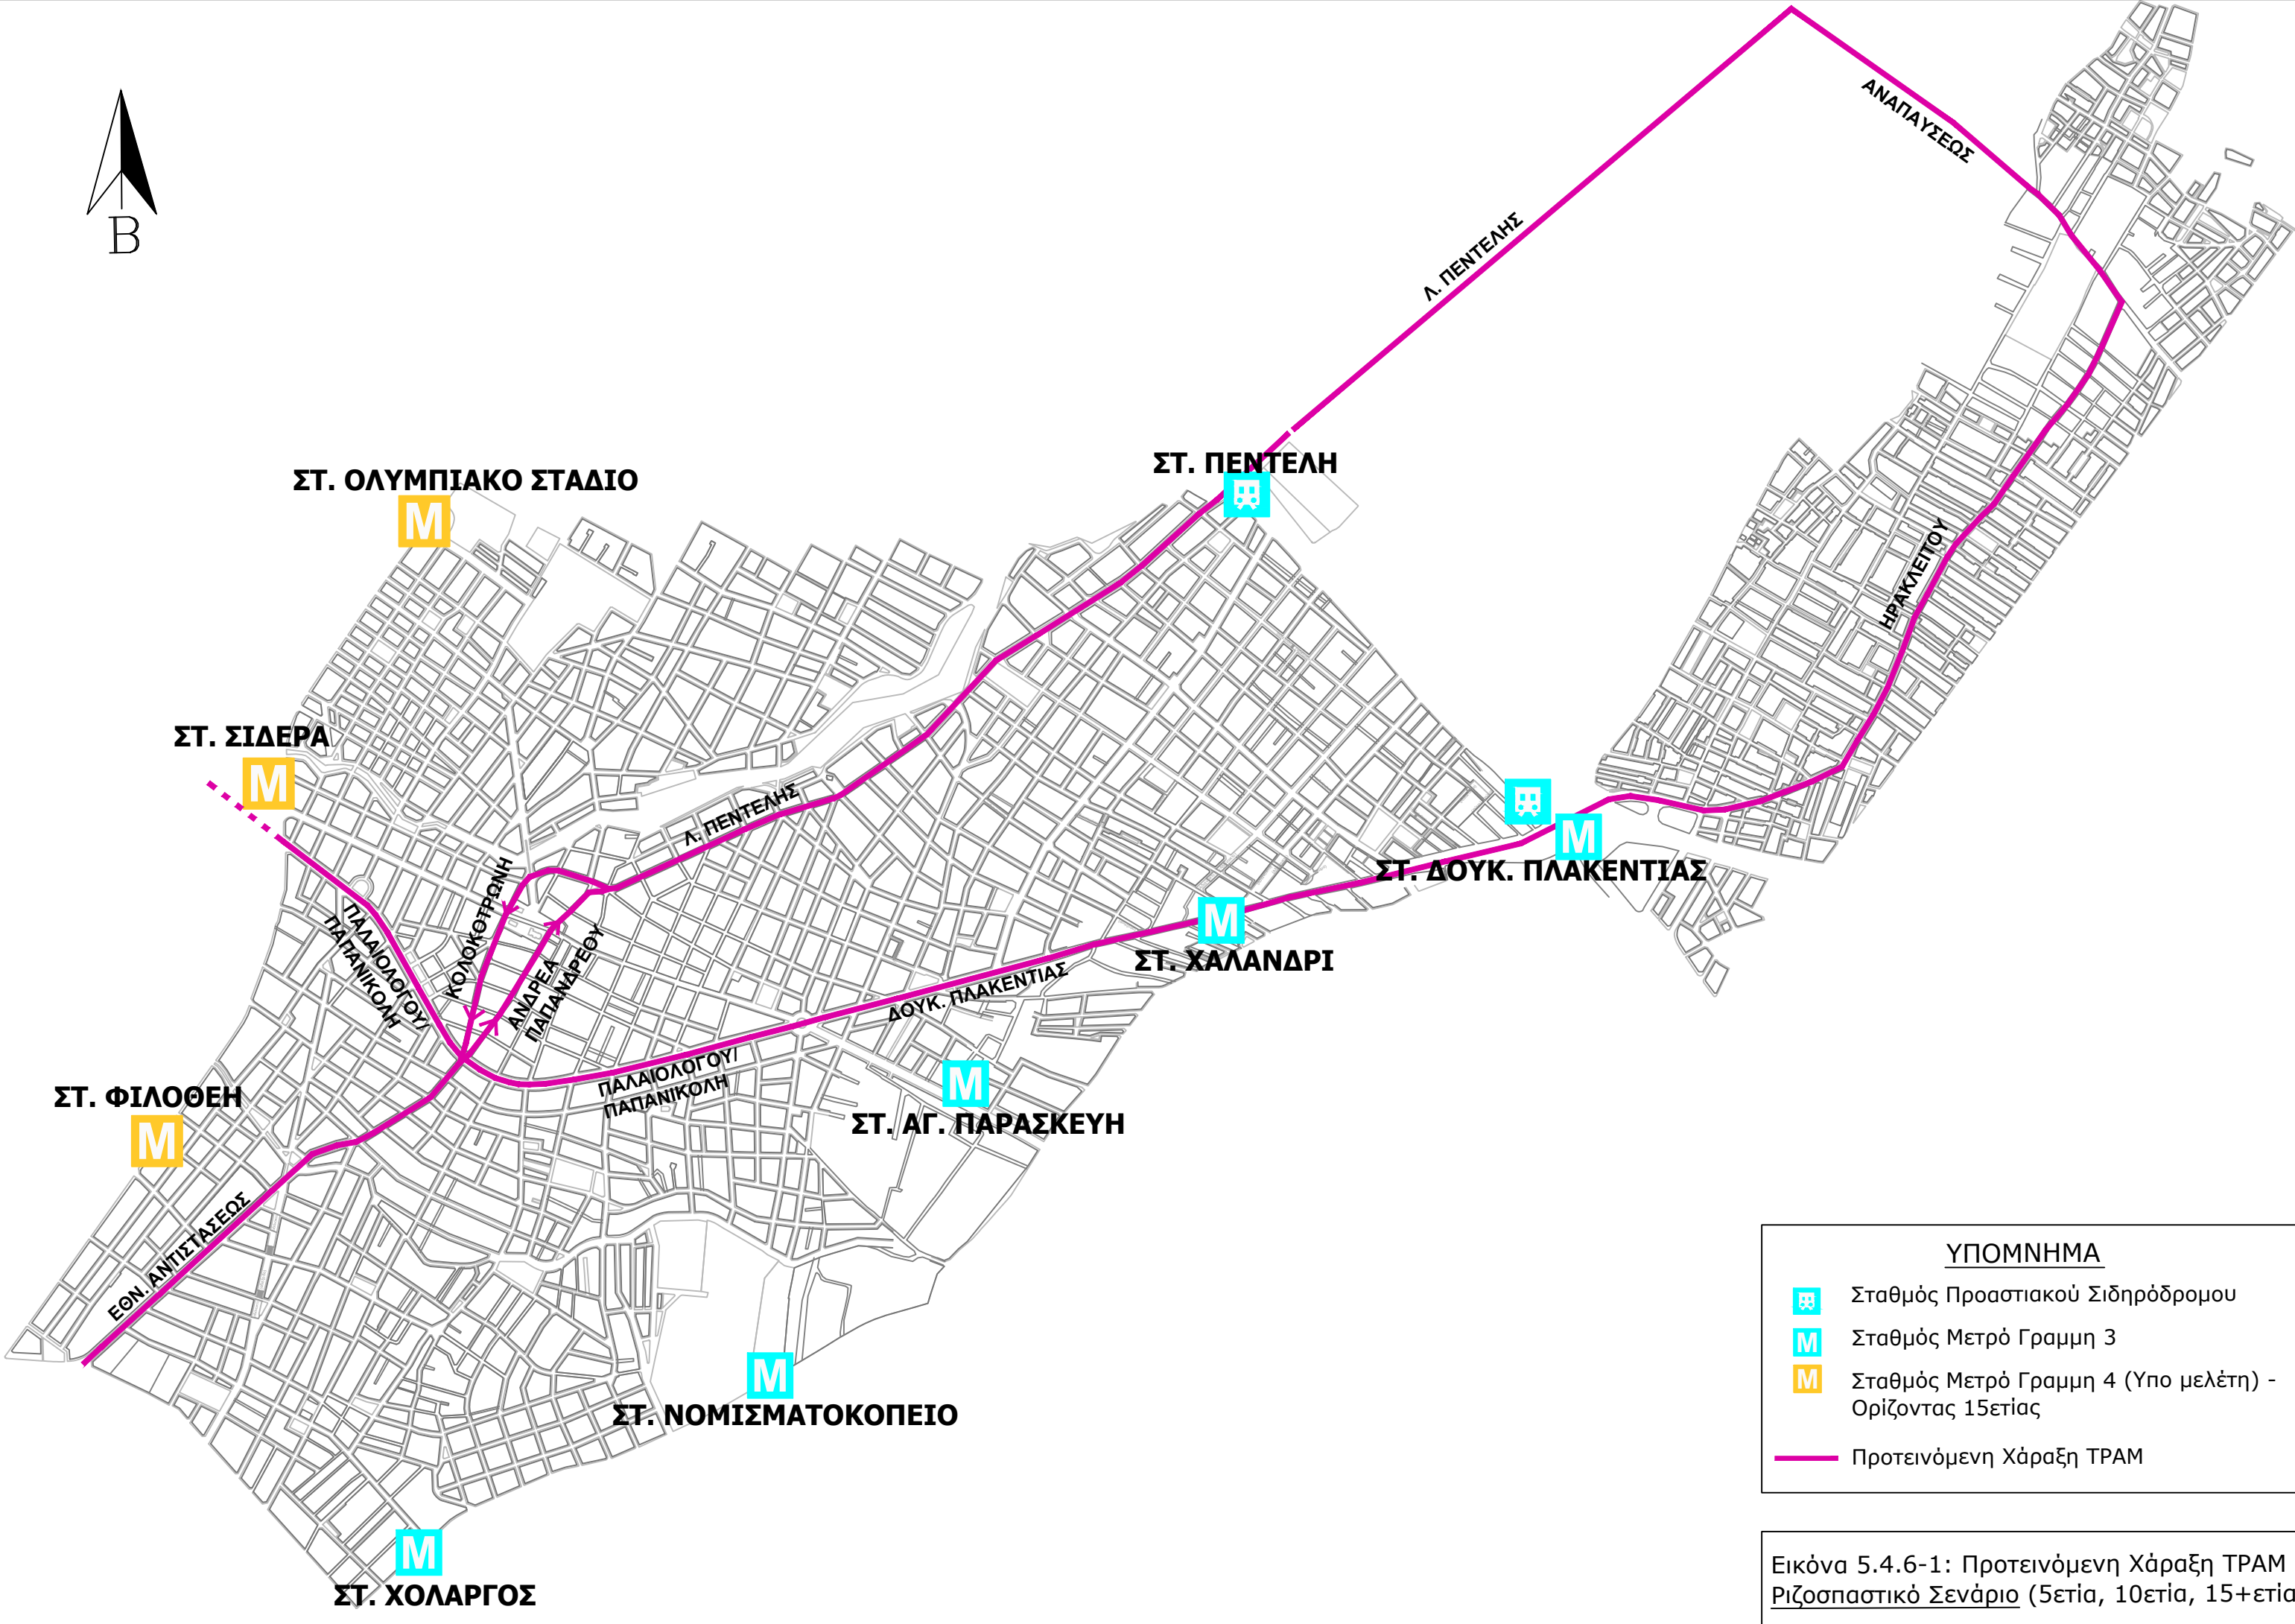 ΑΝΑΠΑΥΣΕΩΣ
Β
Λ. ΠΕΝΤΕΛΗΣ
ΣΤ. ΠΕΝΤΕΛΗ
ΣΤ. ΟΛΥΜΠΙΑΚΟ ΣΤΑΔΙΟ
M
ΗΡΑΚΛΕΙΤΟΥ
ΣΤ. ΣΙΔΕΡΑ
M
Λ. ΠΕΝΤΕΛΗΣ
M
ΣΤ. ΔΟΥΚ. ΠΛΑΚΕΝΤΙΑΣ
ΚΟΛΟΚΟΤΡΩΝΗ
ΠΑΛΑΙΟΛΟΓΟΥ/
ΠΑΠΑΝΙΚΟΛΗ
ΑΝΔΡΕΑ
ΠΑΠΑΝΔΡΕΟΥ
M
ΣΤ. ΧΑΛΑΝΔΡΙ
ΔΟΥΚ. ΠΛΑΚΕΝΤΙΑΣ
ΠΑΛΑΙΟΛΟΓΟΥ/
ΠΑΠΑΝΙΚΟΛΗ
M
ΣΤ. ΑΓ. ΠΑΡΑΣΚΕΥΗ
ΣΤ. ΦΙΛΟΘΕΗ
M
ΕΘΝ. ΑΝΤΙΣΤΑΣΕΩΣ
M
ΣΤ. ΝΟΜΙΣΜΑΤΟΚΟΠΕΙΟ
M
ΣΤ. ΧΟΛΑΡΓΟΣ
ΥΠΟΜΝΗΜΑ
Σταθμός Προαστιακού Σιδηρόδρομου
M Σταθμός Μετρό Γραμμη 3
M Σταθμός Μετρό Γραμμη 4 (Υπο μελέτη) -
Ορίζοντας 15ετίας
Προτεινόμενη Χάραξη ΤΡΑΜ
Εικόνα 5.4.6-1: Προτεινόμενη Χάραξη ΤΡΑΜ
Ριζοσπαστικό Σενάριο (5ετία, 10ετία, 15+ετία